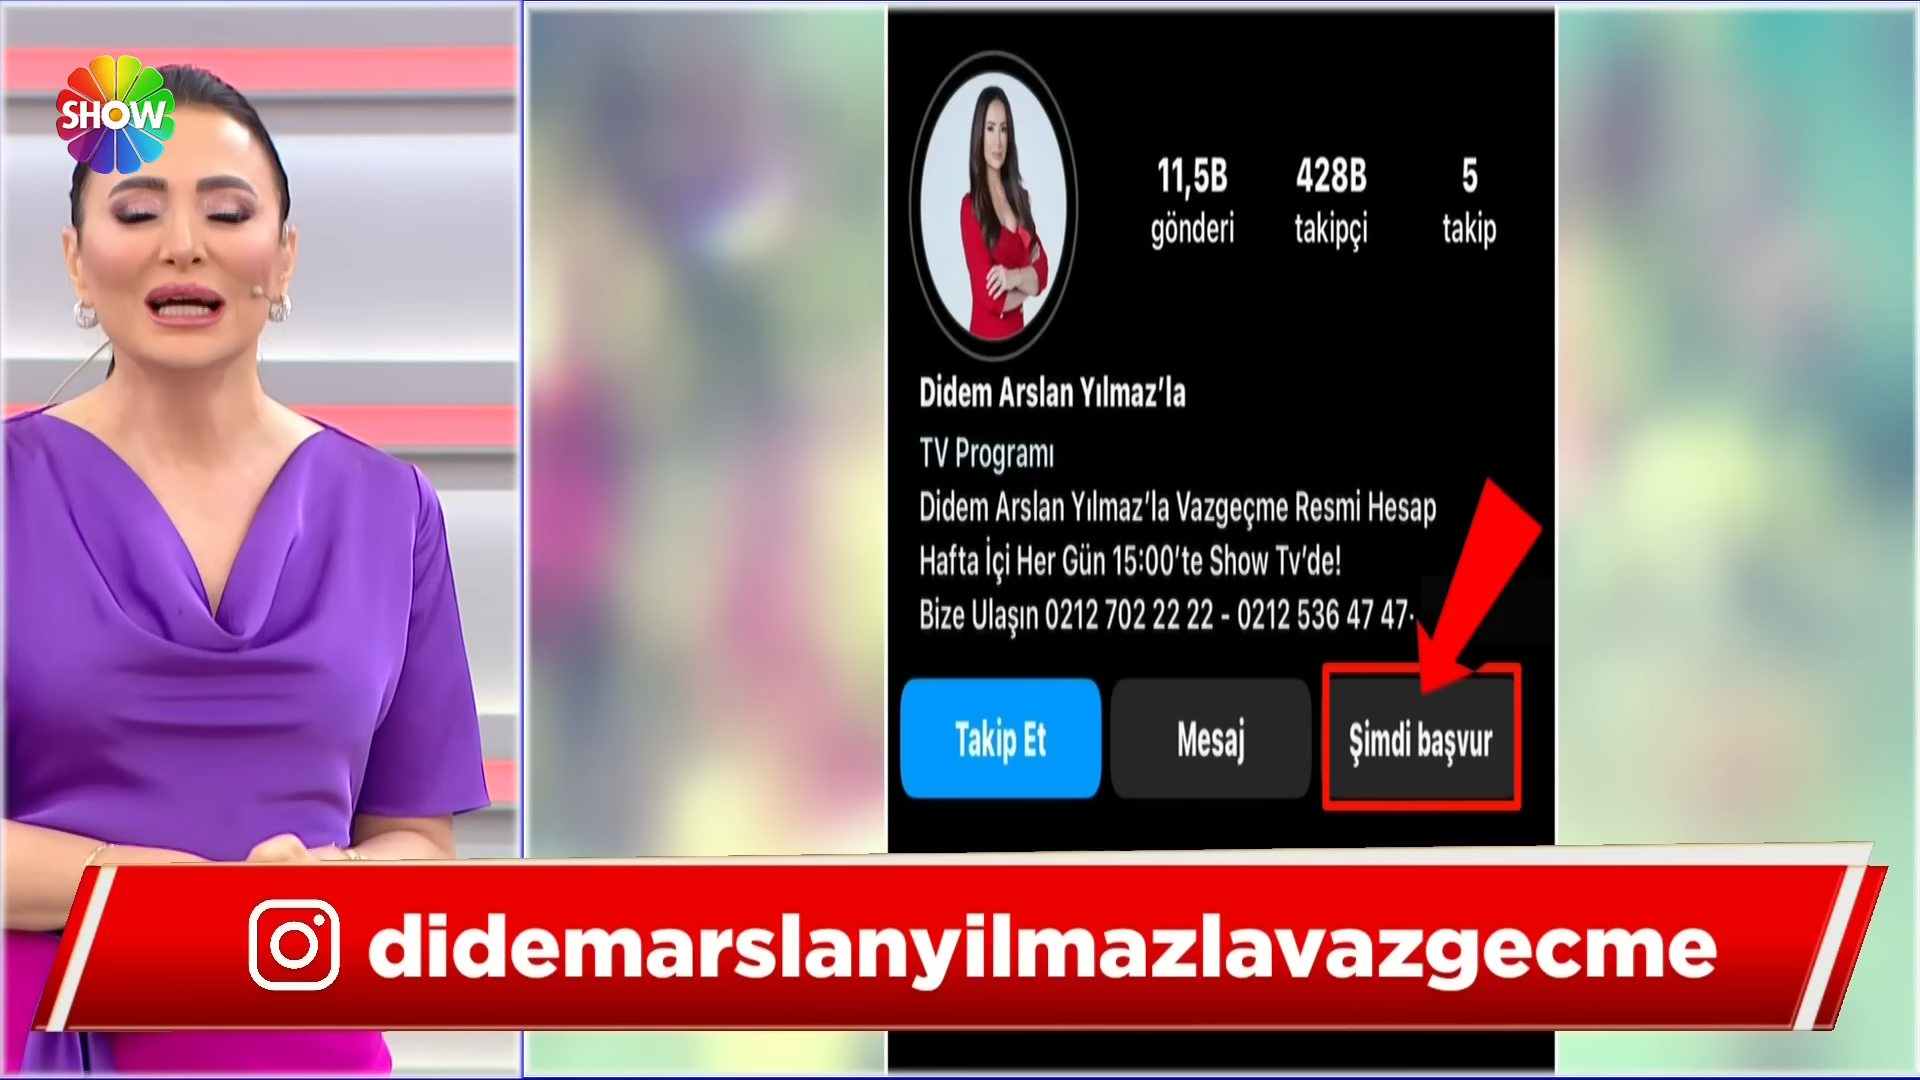 SHOW
11,5B 428B 5
gönderi takipçi takip
Didem Arslan Yılmaz’la
TV Programı
Didem Arslan Yılmaz’la Vazgeçme Resmi Hesap
Hafta İçi Her Gün 15:00’te Show Tv’de!
Bize Ulaşın 0212 702 22 22 - 0212 536 47 47·
Takip Et Mesaj Şimdi başvur
didemarslanyilmazlavazgecme